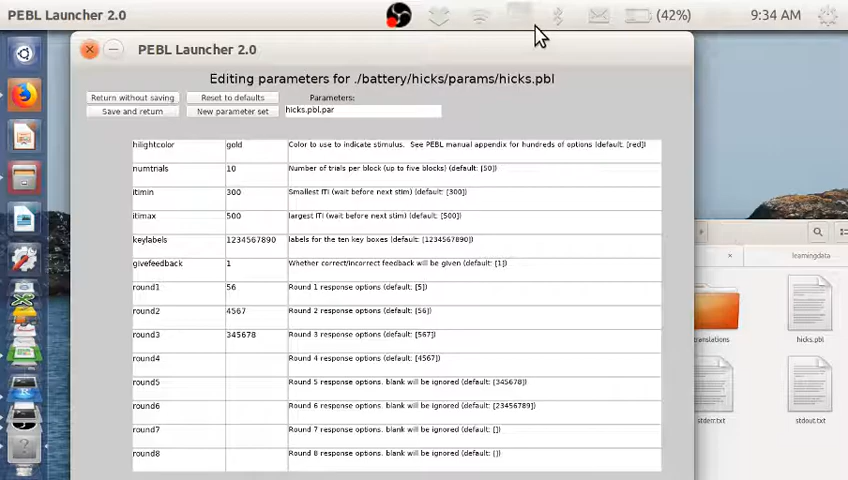 PEBL Launcher 2.0
(42%)
9:34 AM
PEBL Launcher 2.0
Editing parameters for ./battery/hicks/params/hicks.pbl
Return without saving
Reset to defaults
Parameters:
Save and return
New parameter set
hicks.pbl.par
hilightcolor gold Color to use to indicate stimulus. See PEBL manual appendix for hundreds of options (default: [red])
numtrials 10 Number of trials per block (up to five blocks) (default: [50])
itimin 300 Smallest ITI (wait before next stim) (default: [300])
itimax 500 largest ITI (wait before next stim) (default: [500])
keylabels 1234567890 labels for the ten key boxes (default: [1234567890])
givefeedback 1 Whether correct/incorrect feedback will be given (default: [1])
round1 56 Round 1 response options (default: [5])
round2 4567 Round 2 response options (default: [56])
round3 345678 Round 3 response options (default: [567])
round4 Round 4 response options (default: [4567])
round5 Round 5 response options. blank will be ignored (default: [345678])
round6 Round 6 response options. blank will be ignored (default: [23456789])
round7 Round 7 response options. blank will be ignored (default: [])
round8 Round 8 response options. blank will be ignored (default: [])
learningdata
anslations
hicks.pbl
stderr.txt
stdout.txt